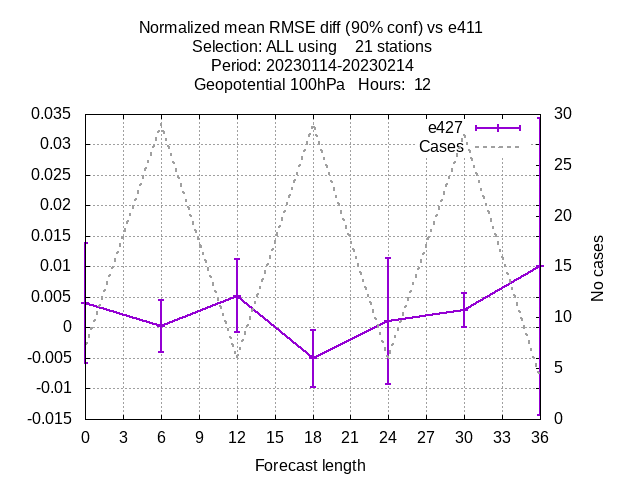 Normalized mean RMSE diff (90% conf) vs e411
Selection: ALL using    21 stations
Period: 20230114-20230214
Geopotential 100hPa   Hours:  12
e427
Cases
0.035
0.03
0.025
0.02
0.015
0.01
0.005
0
-0.005
-0.01
-0.015
30
25
20
15
10
5
0
No cases
0 3 6 9 12 15 18 21 24 27 30 33 36
Forecast length